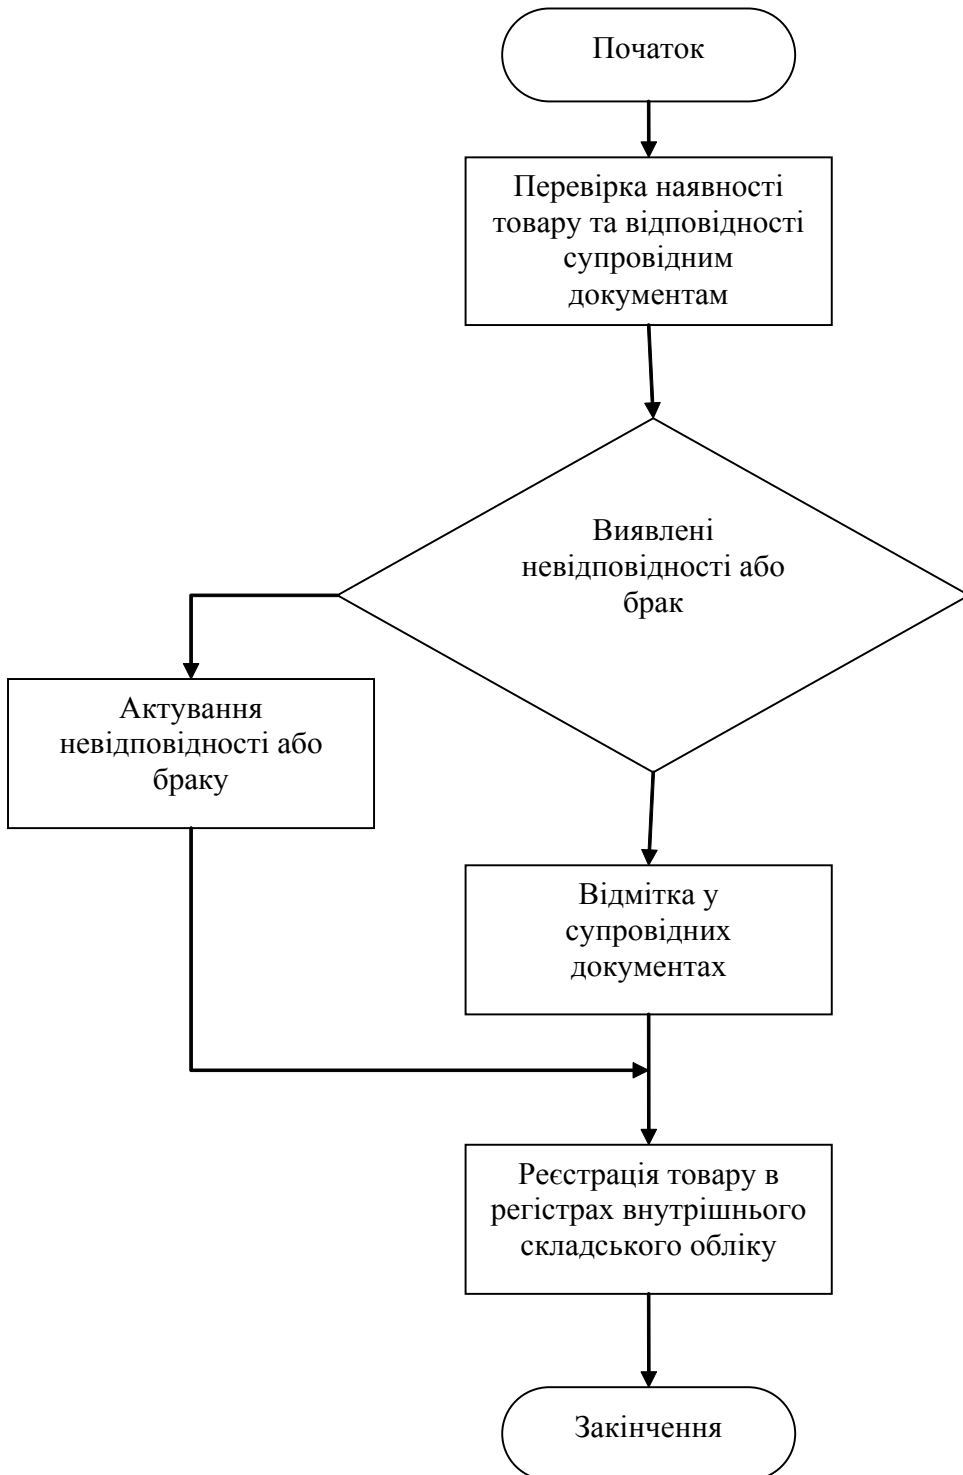 Початок
Перевірка наявності
товару та відповідності
супровідним
документам
Виявлені
невідповідності або
брак
Актування
невідповідності або
браку
Відмітка у
супровідних
документах
Реєстрація товару в
регістрах внутрішнього
складського обліку
Закінчення